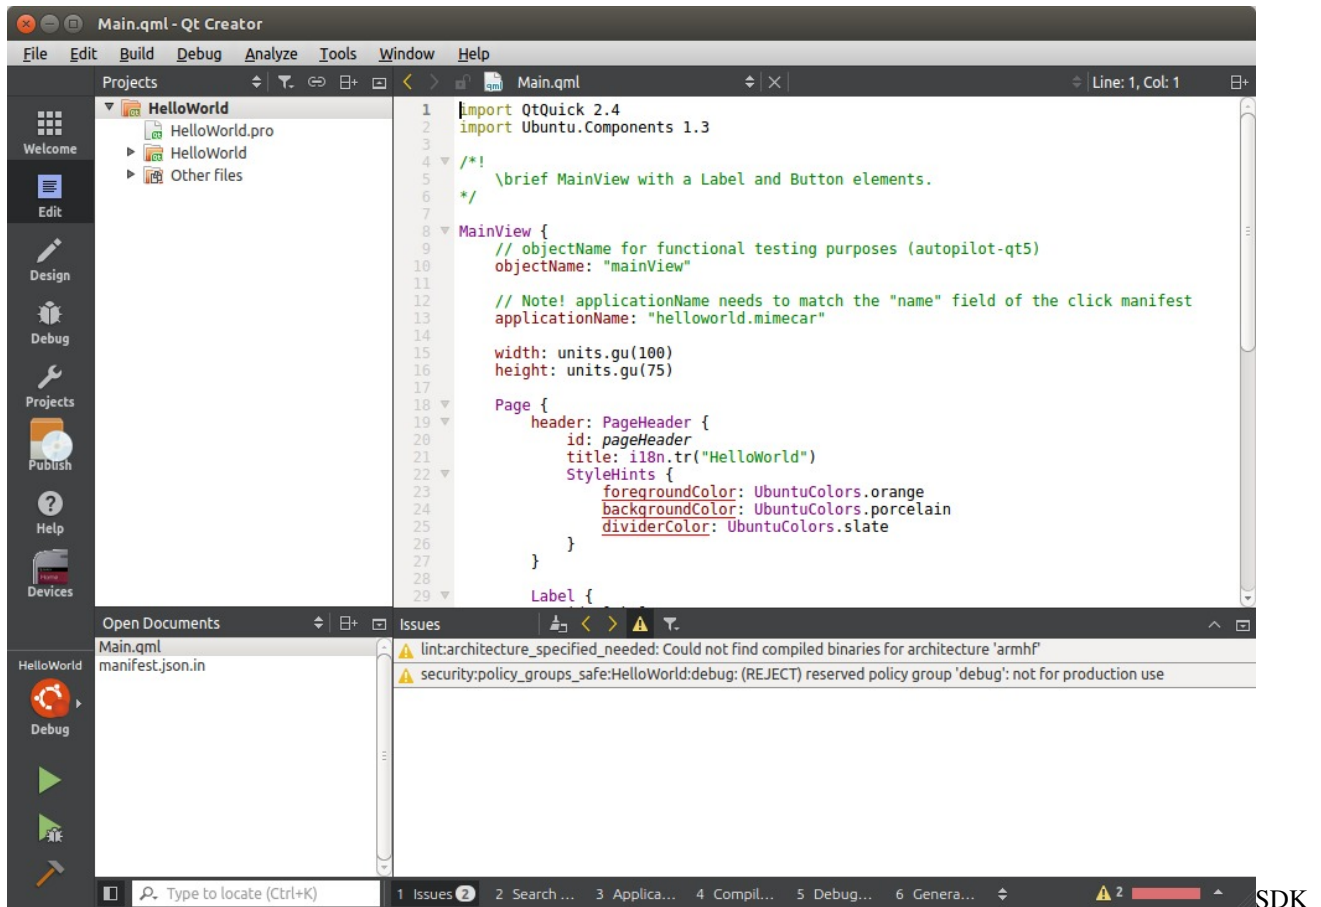 Main.qml - Qt Creator
File Edit Build Debug Analyze Tools Window Help
Projects
Main.qml
Line: 1, Col: 1
Welcome
Edit
Design
Debug
Projects
Publish
Help
Devices
HelloWorld
Debug
HelloWorld
HelloWorld.pro
HelloWorld
Other files
1 import QtQuick 2.4
2 import Ubuntu.Components 1.3
3
4 /*!
5 \brief MainView with a Label and Button elements.
6 */
7
8 MainView {
9 // objectName for functional testing purposes (autopilot-qt5)
10 objectName: "mainView"
11
12 // Note! applicationName needs to match the "name" field of the click manifest
13 applicationName: "helloworld.mimecar"
14
15 width: units.gu(100)
16 height: units.gu(75)
17
18 Page {
19 header: PageHeader {
20 id: pageHeader
21 title: i18n.tr("HelloWorld")
22 StyleHints {
23 foregroundColor: UbuntuColors.orange
24 backgroundColor: UbuntuColors.porcelain
25 dividerColor: UbuntuColors.slate
26 }
27 }
28
29 Label {
Open Documents
Main.qml
manifest.json.in
Issues
lint:architecture_specified_needed: Could not find compiled binaries for architecture 'armhf'
security:policy_groups_safe:HelloWorld:debug: (REJECT) reserved policy group 'debug': not for production use
Type to locate (Ctrl+K)
1 Issues 2 2 Search ... 3 Applica... 4 Compil... 5 Debug... 6 Genera... 2
SDK